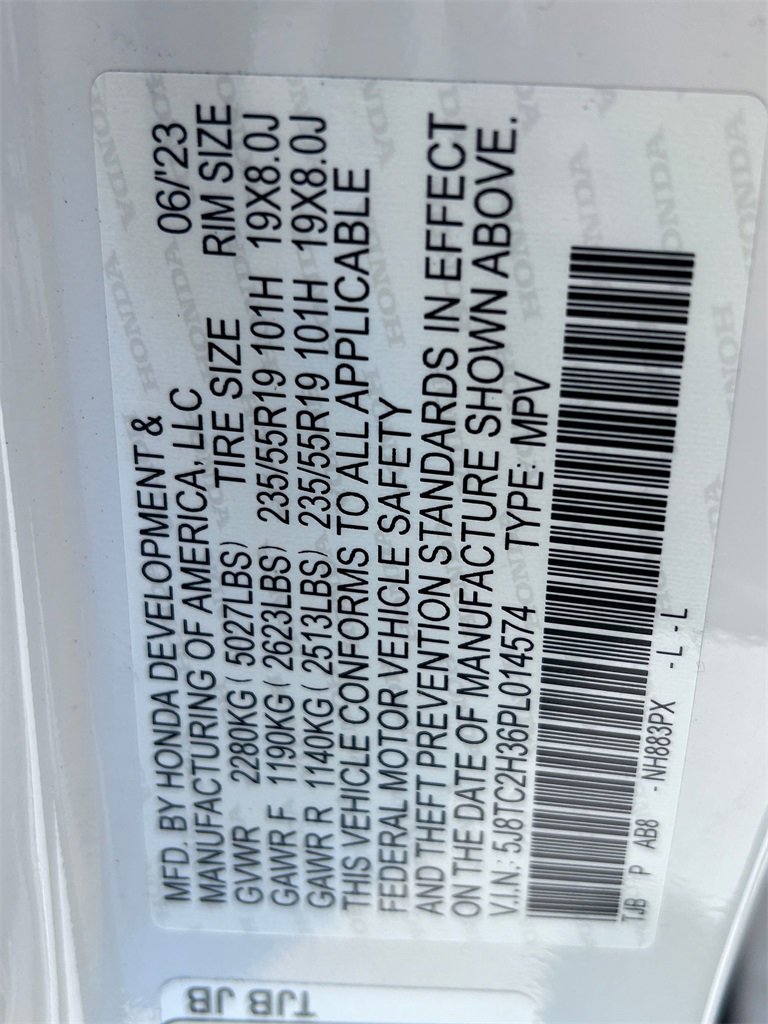 MFD. BY HONDA DEVELOPMENT & 06/'23
MANUFACTURING OF AMERICA, LLC RIM SIZE
GVWR 2280KG ( 5027LBS) TIRE SIZE
GAWR F 1190KG ( 2623LBS) 235/55R19 101H 19X8.0J
GAWR R 1140KG ( 2513LBS) 235/55R19 101H 19X8.0J
THIS VEHICLE CONFORMS TO ALL APPLICABLE
FEDERAL MOTOR VEHICLE SAFETY
AND THEFT PREVENTION STANDARDS IN EFFECT
ON THE DATE OF MANUFACTURE SHOWN ABOVE.
V.I.N.: 5J8TC2H36PL014574 TYPE: MPV
TJB P AB8 - NH883PX - L - L
TJB JB